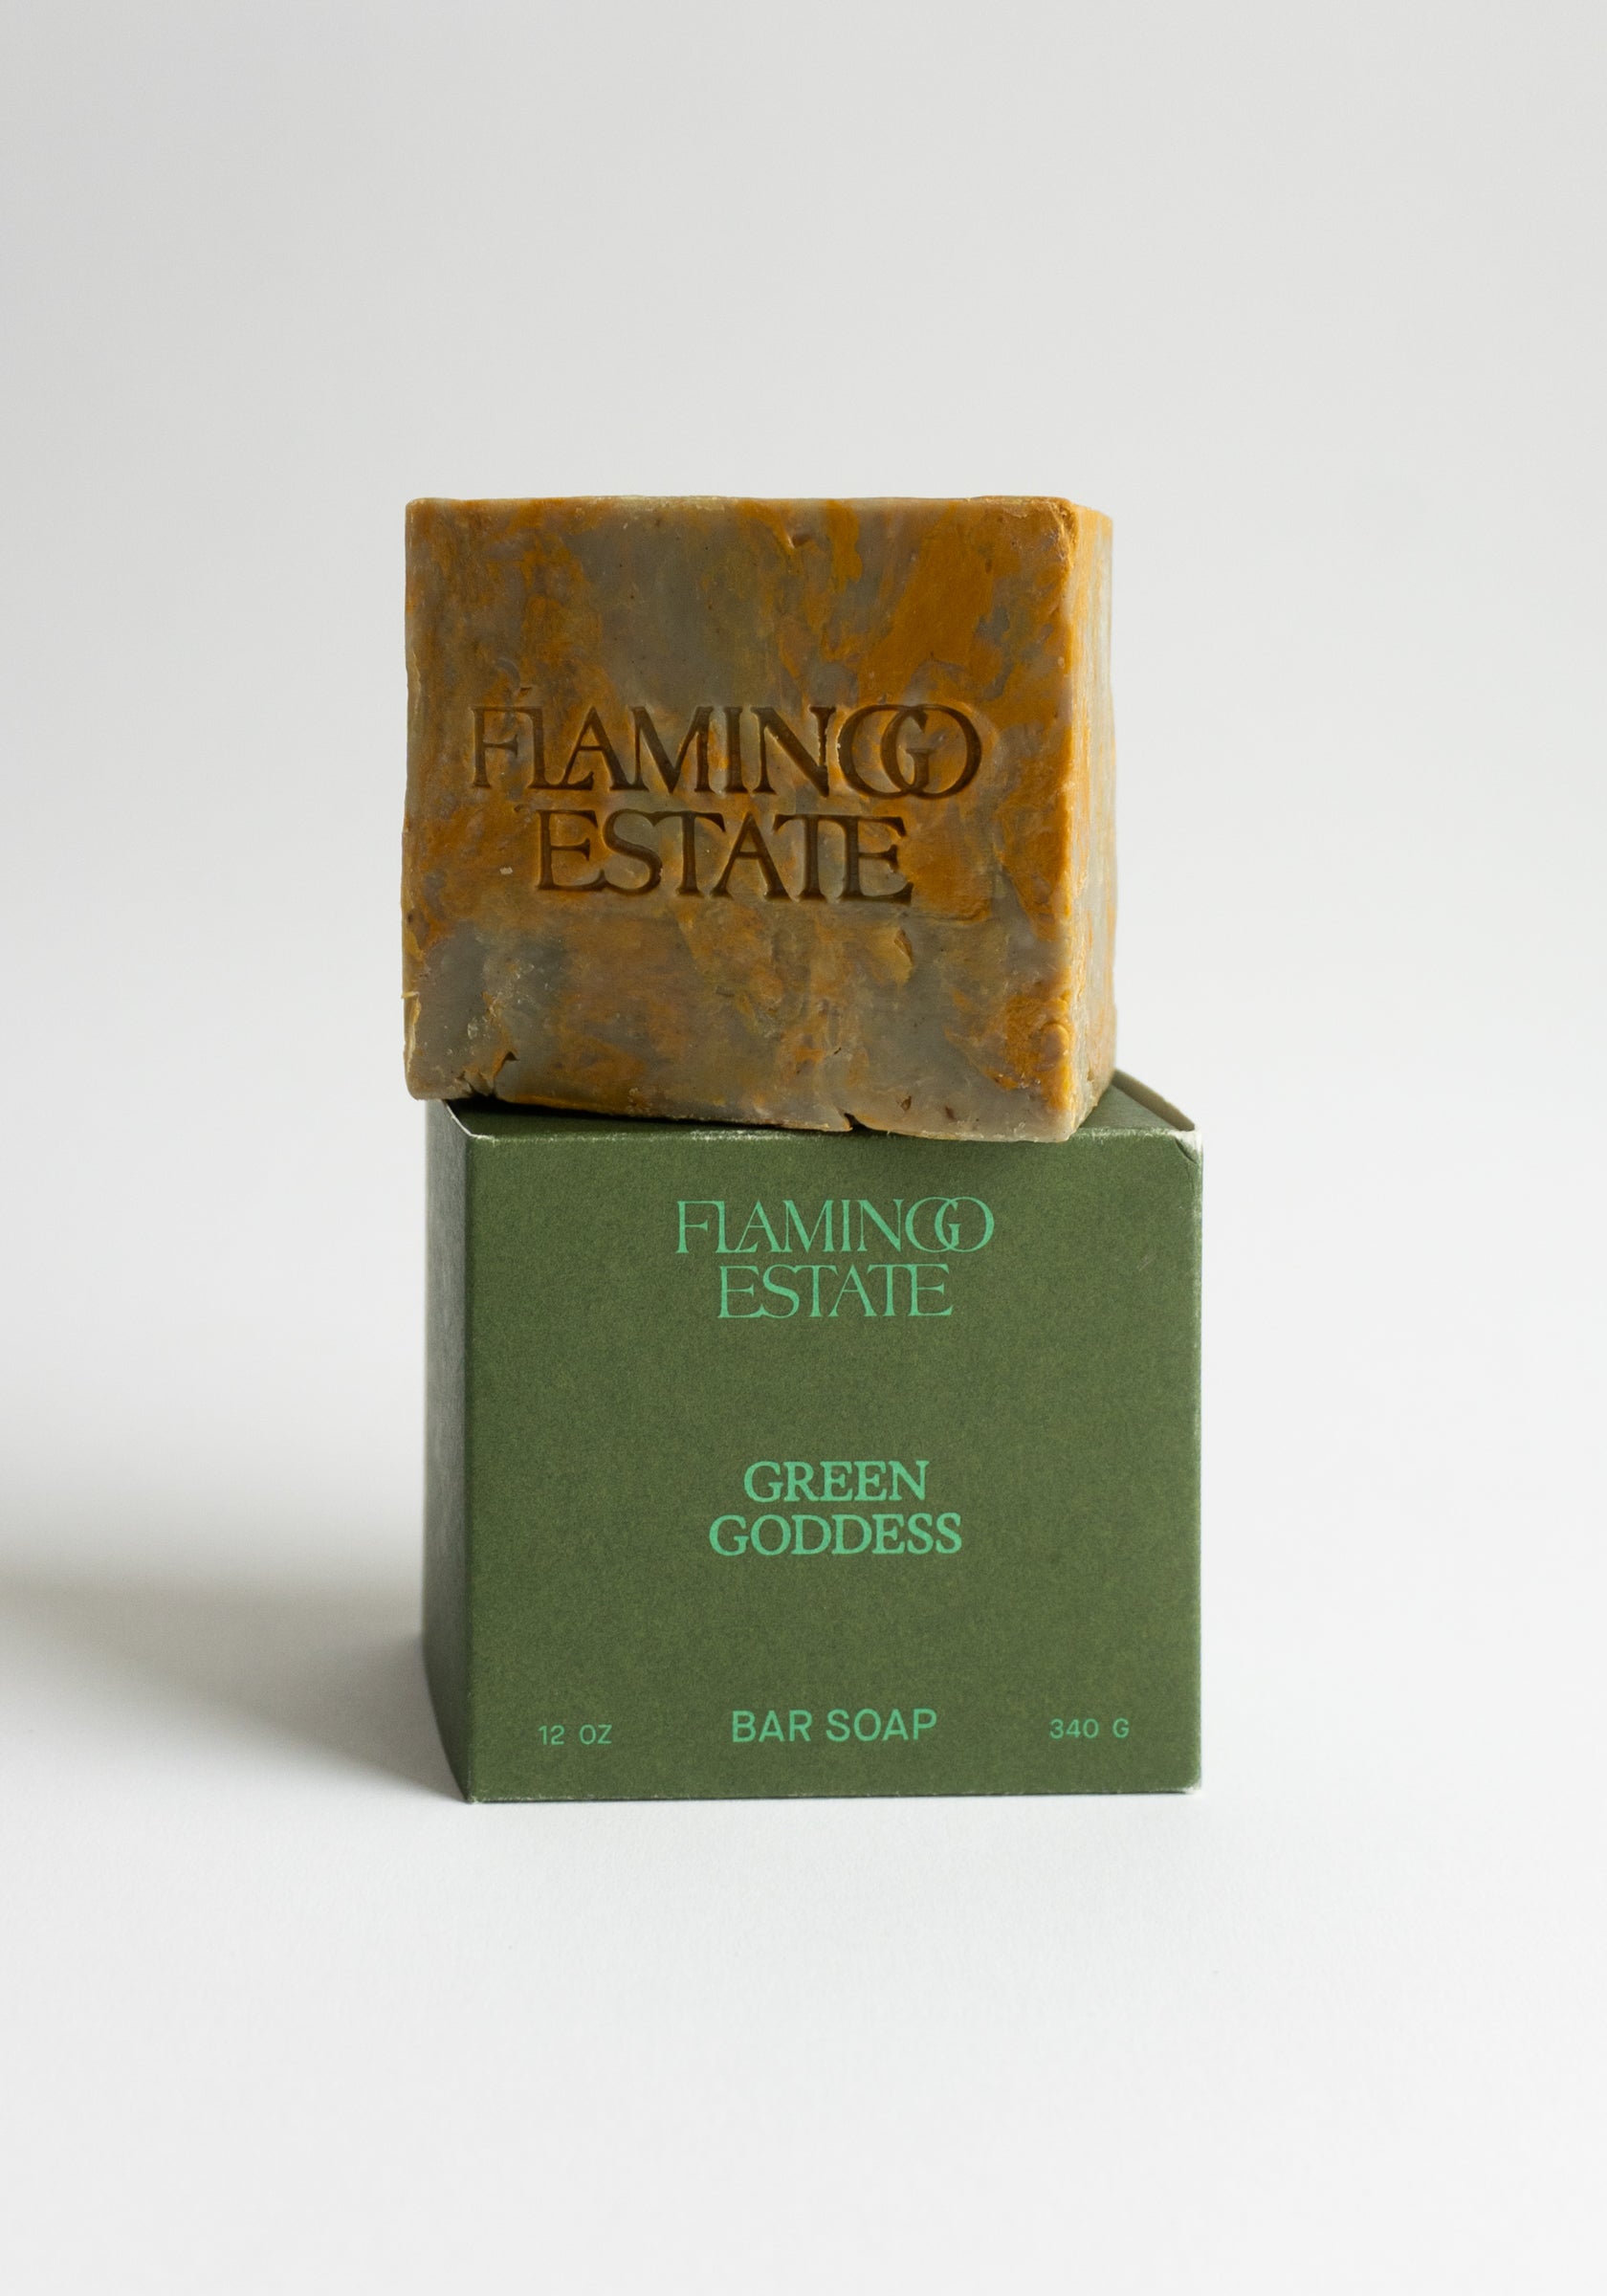 FLAMINGO
ESTATE
FLAMINGO
ESTATE
GREEN
GODDESS
12 OZ BAR SOAP 340 G